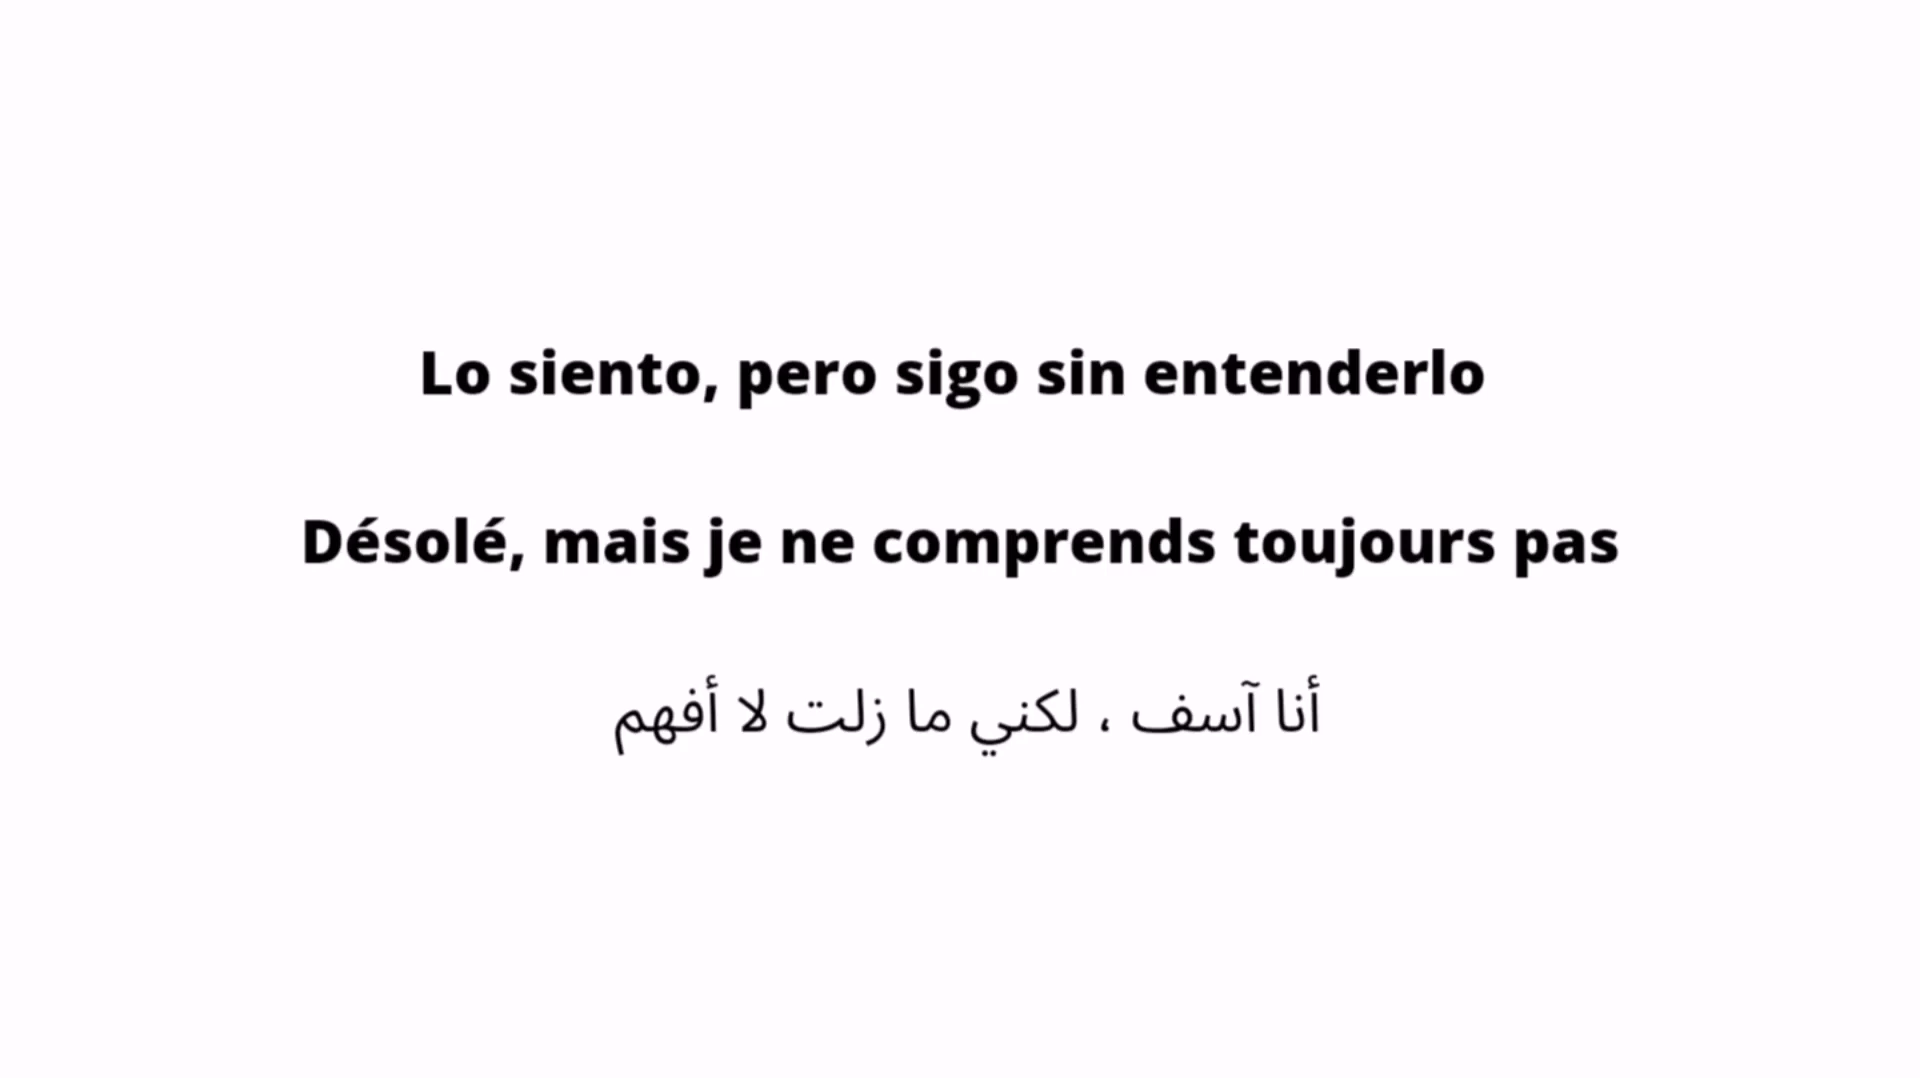 Lo siento, pero sigo sin entenderlo
Désolé, mais je ne comprends toujours pas
أنا آسف ، لكني ما زلت لا أفهم